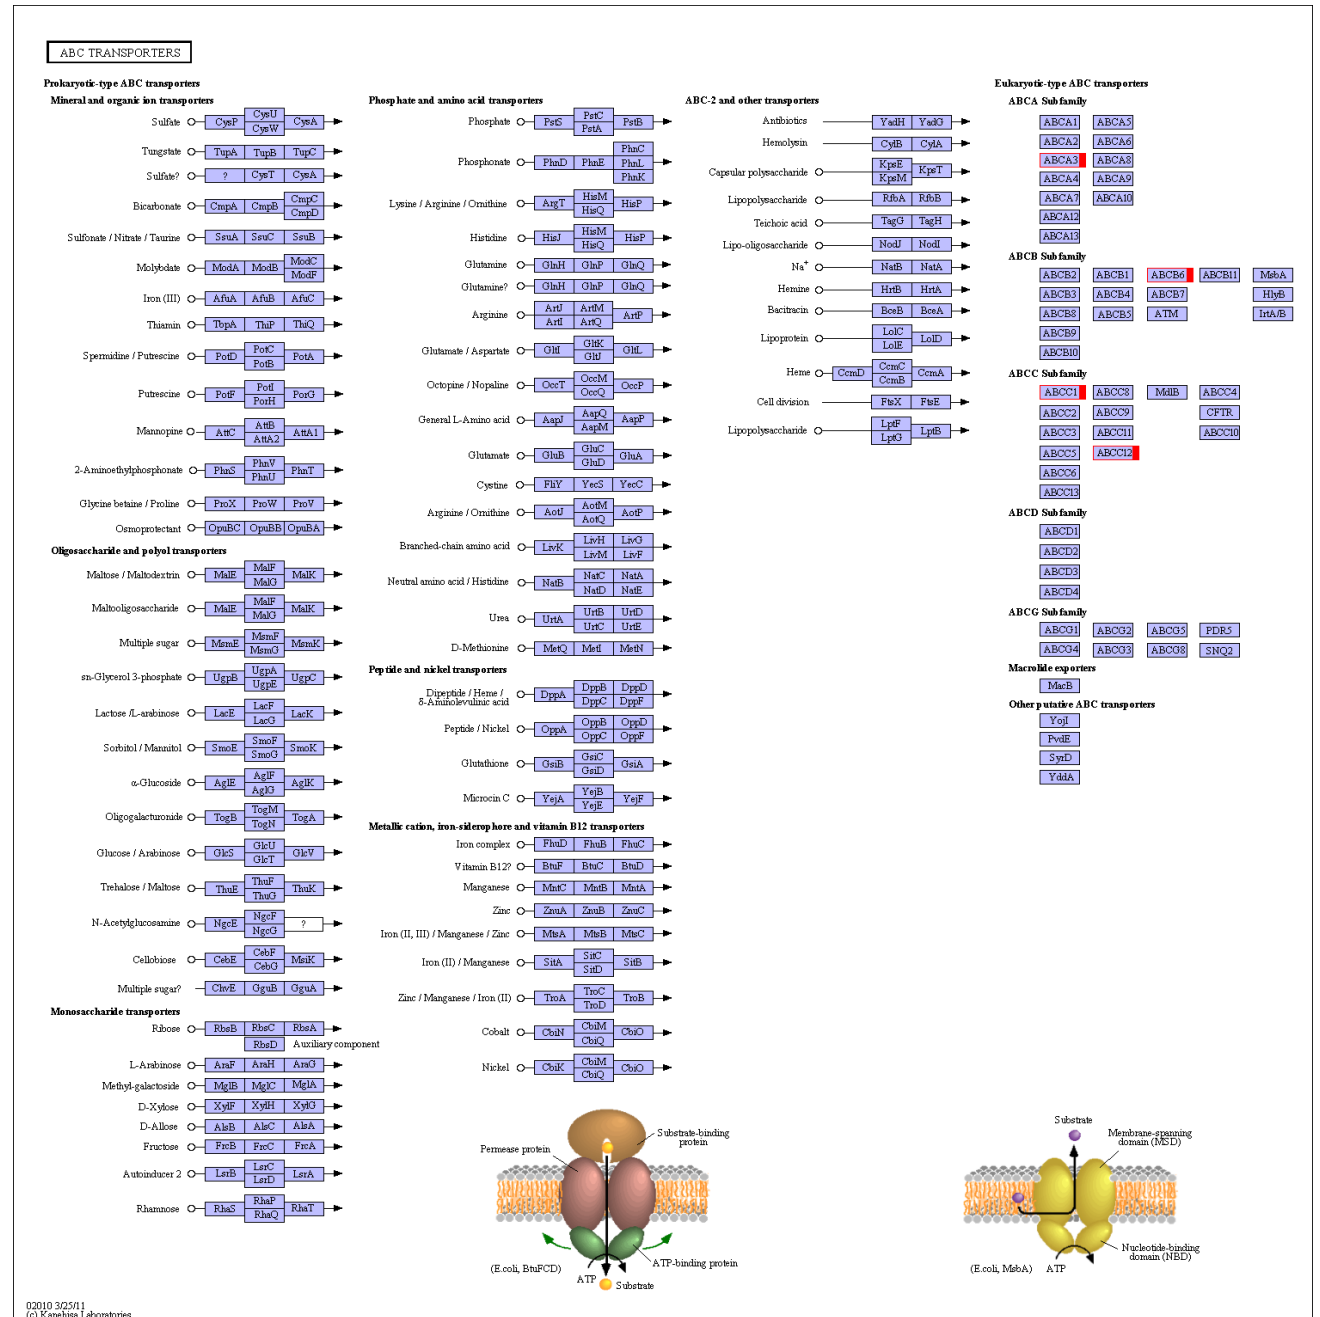 ABC TRANSPORTERS
Prokaryotic-type ABC transporters
Mineral and organic ion transporters
Sulfate CysP CysU CysW CysA
Tungstate TupA TupB TupC
Sulfate? ? CysT CysA
Bicarbonate CmpA CmpB CmpC CmpD
Sulfonate / Nitrate / Taurine SsuA SsuC SsuB
Molybdate ModA ModB ModC ModF
Iron (III) AfuA AfuB AfuC
Thiamin TbpA ThiP ThiQ
Spermidine / Putrescine PotD PotC PotB PotA
Putrescine PotF PotI PotH PotG
Mannopine AttC AttB AttA2 AttA1
2-Aminoethylphosphonate PhnS PhnV PhnU PhnT
Glycine betaine / Proline ProX ProW ProV
Osmoprotectant OpuBC OpuBB OpuBA
Oligosaccharide and polyol transporters
Maltose / Maltodextrin MalE MalF MalG MalK
Maltooligosaccharide MalE MalF MalG MalK
Multiple sugar MsmE MsmF MsmG MsmK
sn-Glycerol 3-phosphate UgpB UgpA UgpE UgpC
Lactose /L-arabinose LacE LacF LacG LacK
Sorbitol / Mannitol SmoE SmoF SmoG SmoK
α-Glucoside AglE AglF AglG AglK
Oligogalacturonide TogB TogM TogN TogA
Glucose / Arabinose GlcS GlcU GlcT GlcV
Trehalose / Maltose ThuE ThuF ThuG ThuK
N-Acetylglucosamine NgcE NgcF NgcG ?
Cellobiose CebE CebF CebG MsiK
Multiple sugar? ChvE GguB GguA
Monosaccharide transporters
Ribose RbsB RbsC RbsA
RbsD Auxiliary component
L-Arabinose AraF AraH AraG
Methyl-galactoside MglB MglC MglA
D-Xylose XylF XylH XylG
D-Allose AlsB AlsC AlsA
Fructose FrcB FrcC FrcA
Autoinducer 2 LsrB LsrC LsrD LsrA
Rhamnose RhaS RhaP RhaQ RhaT
Phosphate and amino acid transporters
Phosphate PstS PstC PstA PstB
Phosphonate PhnD PhnE PhnC PhnL PhnK
Lysine / Arginine / Ornithine ArgT HisM HisQ HisP
Histidine HisJ HisM HisQ HisP
Glutamine GlnH GlnP GlnQ
Glutamine? GlnH GlnP GlnQ
Arginine ArtJ ArtI ArtM ArtQ ArtP
Glutamate / Aspartate GltI GltK GltJ GltL
Octopine / Nopaline OccT OccM OccQ OccP
General L-Amino acid AapJ AapQ AapM AapP
Glutamate GluB GluC GluD GluA
Cystine FliY YecS YecC
Arginine / Ornithine AotJ AotM AotQ AotP
Branched-chain amino acid LivK LivH LivM LivG LivF
Neutral amino acid / Histidine NatB NatC NatD NatA NatE
Urea UrtA UrtB UrtC UrtD UrtE
D-Methionine MetQ MetI MetN
Peptide and nickel transporters
Dipeptide / Heme /
δ-Aminolevulinic acid DppA DppB DppC DppD DppF
Peptide / Nickel OppA OppB OppC OppD OppF
Glutathione GsiB GsiC GsiD GsiA
Microcin C YejA YejB YejE YejF
Metallic cation, iron-siderophore and vitamin B12 transporters
Iron complex FhuD FhuB FhuC
Vitamin B12? BtuF BtuC BtuD
Manganese MntC MntB MntA
Zinc ZnuA ZnuB ZnuC
Iron (II, III) / Manganese / Zinc MtsA MtsB MtsC
Iron (II) / Manganese SitA SitC SitD SitB
Zinc / Manganese / Iron (II) TroA TroC TroD TroB
Cobalt CbiN CbiM CbiQ CbiO
Nickel CbiK CbiM CbiQ CbiO
ABC-2 and other transporters
Antibiotics YadH YadG
Hemolysin CylB CylA
Capsular polysaccharide KpsE KpsM KpsT
Lipopolysaccharide RfbA RfbB
Teichoic acid TagG TagH
Lipo-oligosaccharide NodJ NodI
Na+ NatB NatA
Hemine HrtB HrtA
Bacitracin BceB BceA
Lipoprotein LolC LolE LolD
Heme CcmD CcmC CcmB CcmA
Cell division FtsX FtsE
Lipopolysaccharide LptF LptG LptB
Eukaryotic-type ABC transporters
ABCA Subfamily
ABCA1 ABCA5
ABCA2 ABCA6
ABCA3 ABCA8
ABCA4 ABCA9
ABCA7 ABCA10
ABCA12
ABCA13
ABCB Subfamily
ABCB2 ABCB1 ABCB6 ABCB11 MsbA
ABCB3 ABCB4 ABCB7 HlyB
ABCB8 ABCB5 ATM IrtA/B
ABCB9
ABCB10
ABCC Subfamily
ABCC1 ABCC8 MdlB ABCC4
ABCC2 ABCC9 CFTR
ABCC3 ABCC11 ABCC10
ABCC5 ABCC12
ABCC6
ABCC13
ABCD Subfamily
ABCD1
ABCD2
ABCD3
ABCD4
ABCG Subfamily
ABCG1 ABCG2 ABCG5 PDR5
ABCG4 ABCG3 ABCG8 SNQ2
Macrolide exporters
MacB
Other putative ABC transporters
YojI
PvdE
SyrD
YddA
Substrate-binding
protein
Permease protein
ATP-binding protein
(E.coli, BtuFCD)
ATP
Substrate
Substrate
Membrane-spanning
domain (MSD)
Nucleotide-binding
domain (NBD)
(E.coli, MsbA) ATP
02010 3/25/11
(c) Kanehisa Laboratories